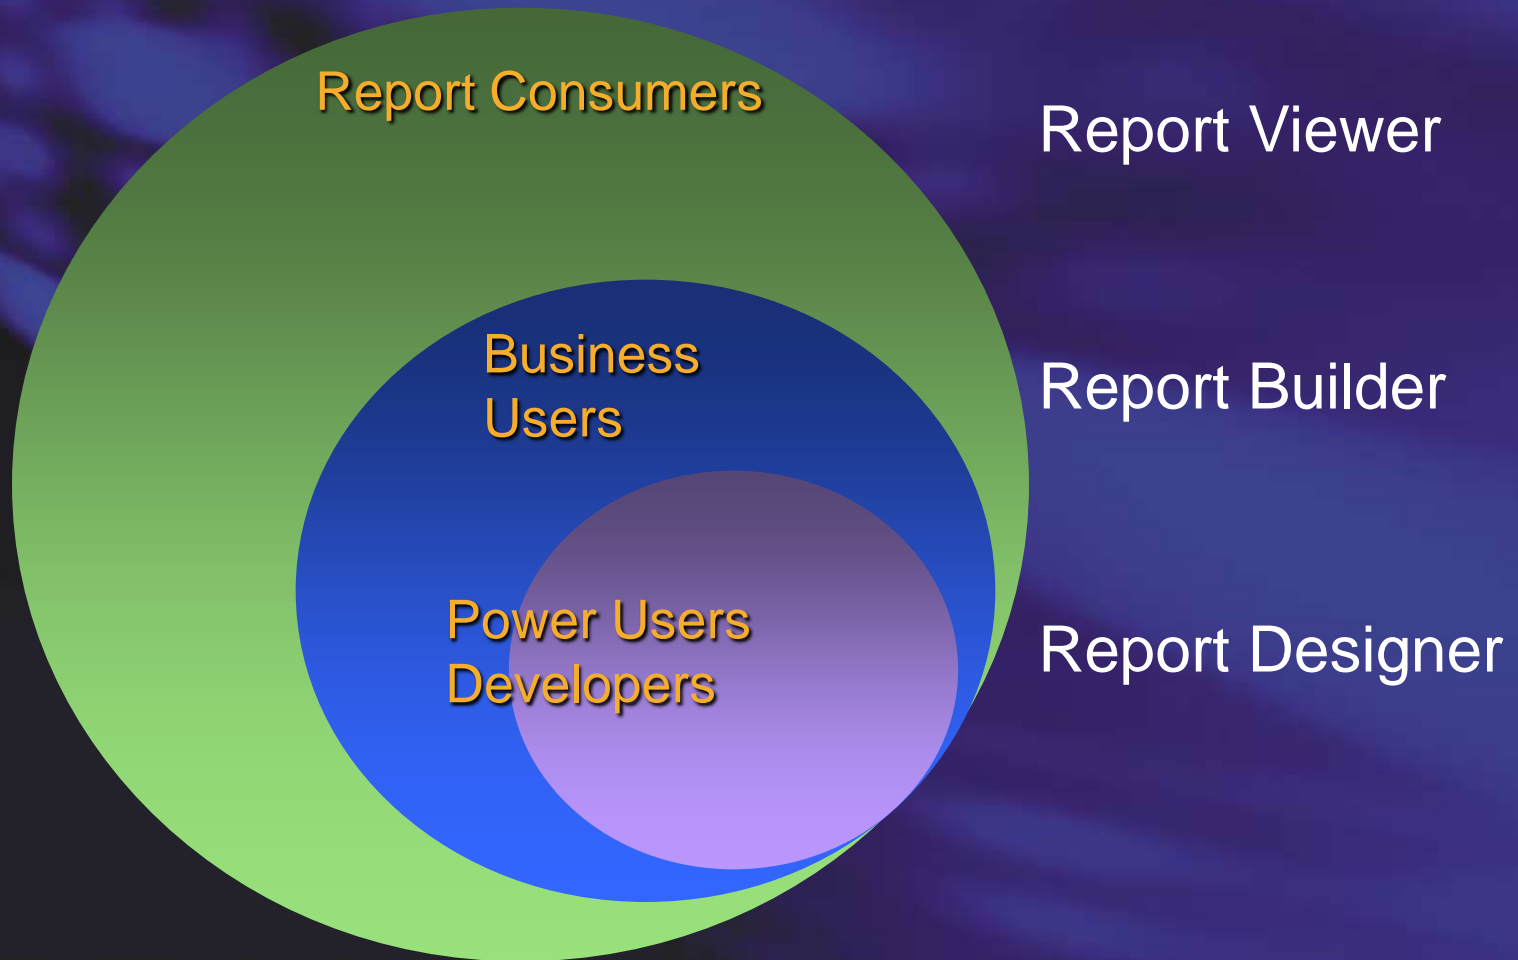 Report Consumers
Report Viewer
Business
Users
Report Builder
Power Users
Developers
Report Designer